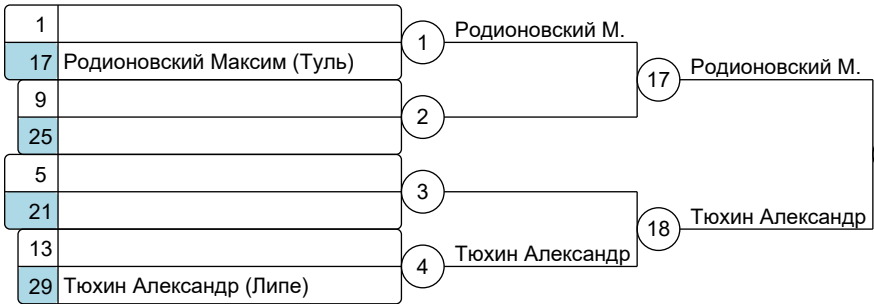 1
17 Родионовский Максим (Туль)
9
25
5
21
13
29 Тюхин Александр (Липе)
1 Родионовский М.
2
3
4 Тюхин Александр
17 Родионовский М.
18 Тюхин Александр